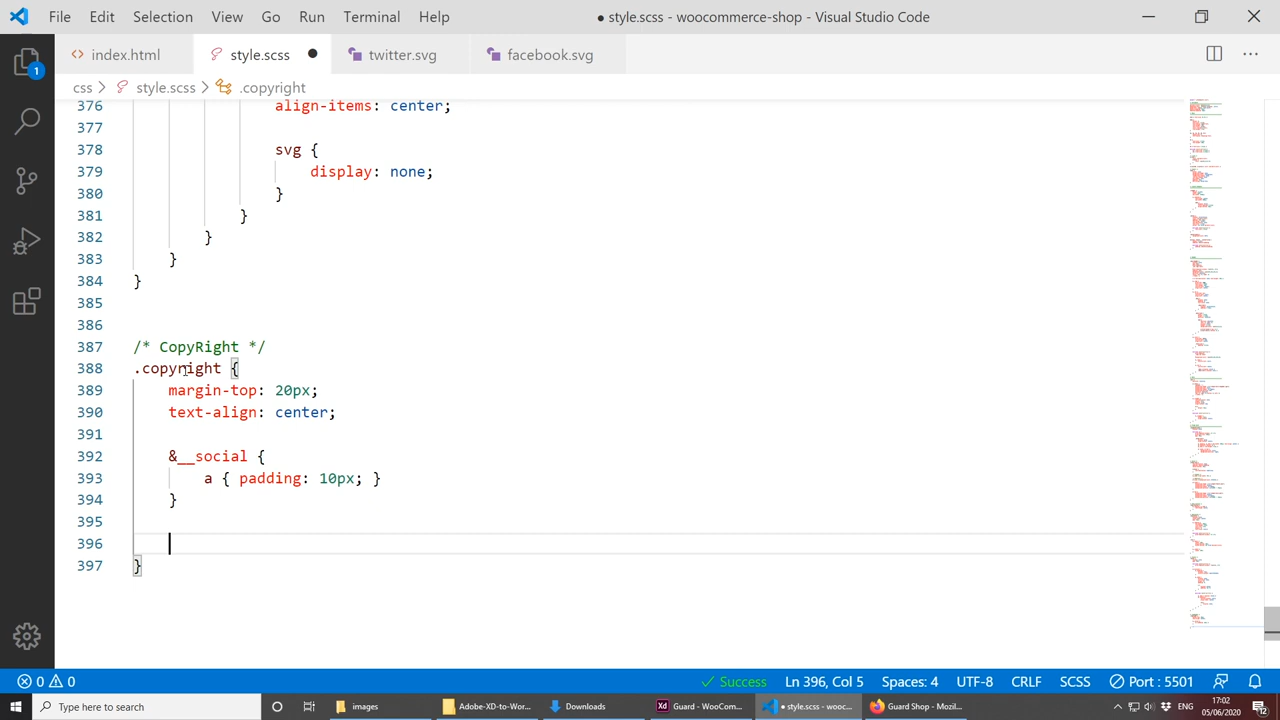 File Edit View Go Run Terminal Help
● style.scss - woocommerce-shop - Visual Studio Code
index.html style.scss twitter.svg facebook.svg
css > style.scss > .copyright
376 align-items: center;
377
378 svg {
379 display: none;
380 }
381 }
382 }
383 }
384 }
385
386
387 /* copyRight */
388 .copyright {
389 margin-top: 20px;
390 text-align: center;
391
392 &__social {
393 a { padding: 10px; }
394 }
395
396
397 }
1
0 0
Success
Ln 396, Col 5
Spaces: 4
UTF-8
CRLF
SCSS
Port : 5501
Type here to search
images
Adobe-XD-to-Wor...
Downloads
Guard - WooCom...
● style.scss - wooc...
Guard Shop - Mozil...
ENG
17:02
05/06/2020
12